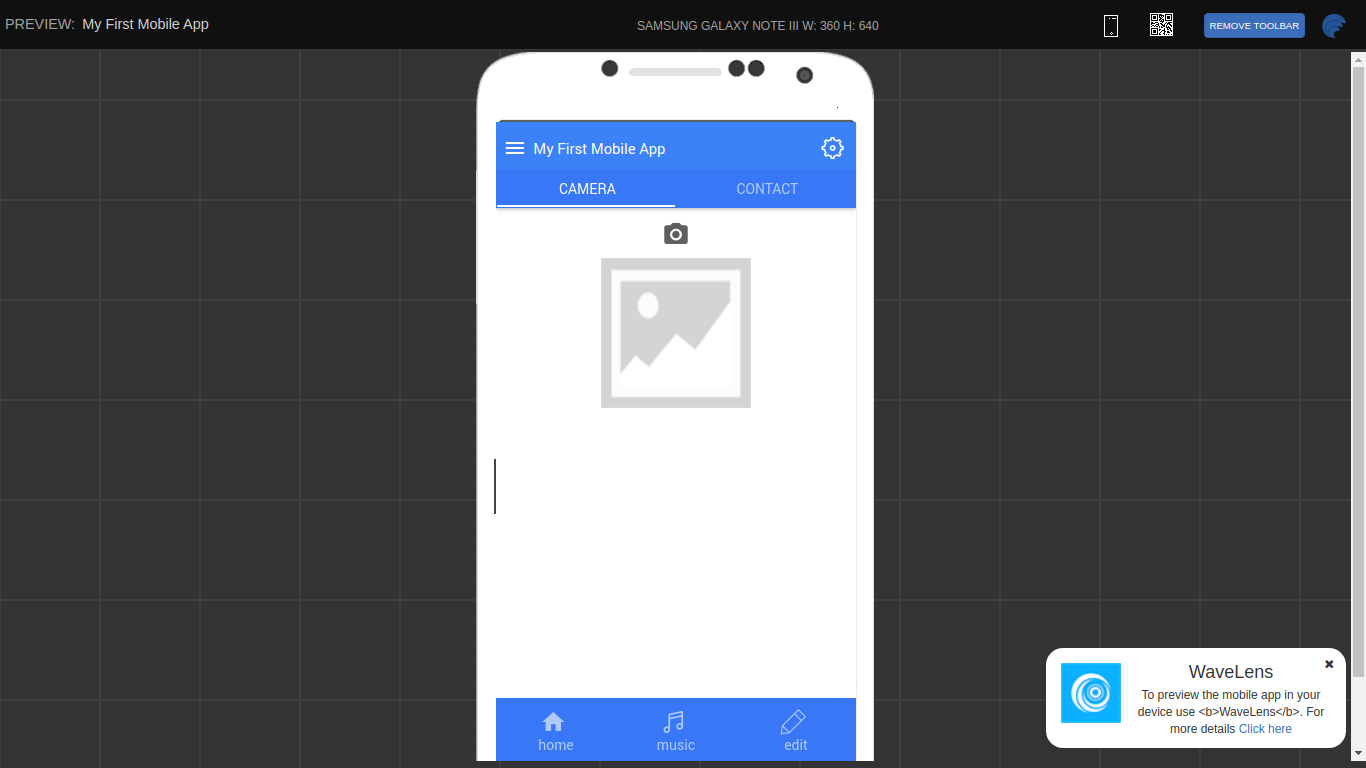 PREVIEW: My First Mobile App
SAMSUNG GALAXY NOTE III W: 360 H: 640
REMOVE TOOLBAR
My First Mobile App
CAMERA CONTACT
WaveLens
To preview the mobile app in your
device use <b>WaveLens</b>. For
more details Click here
home music edit